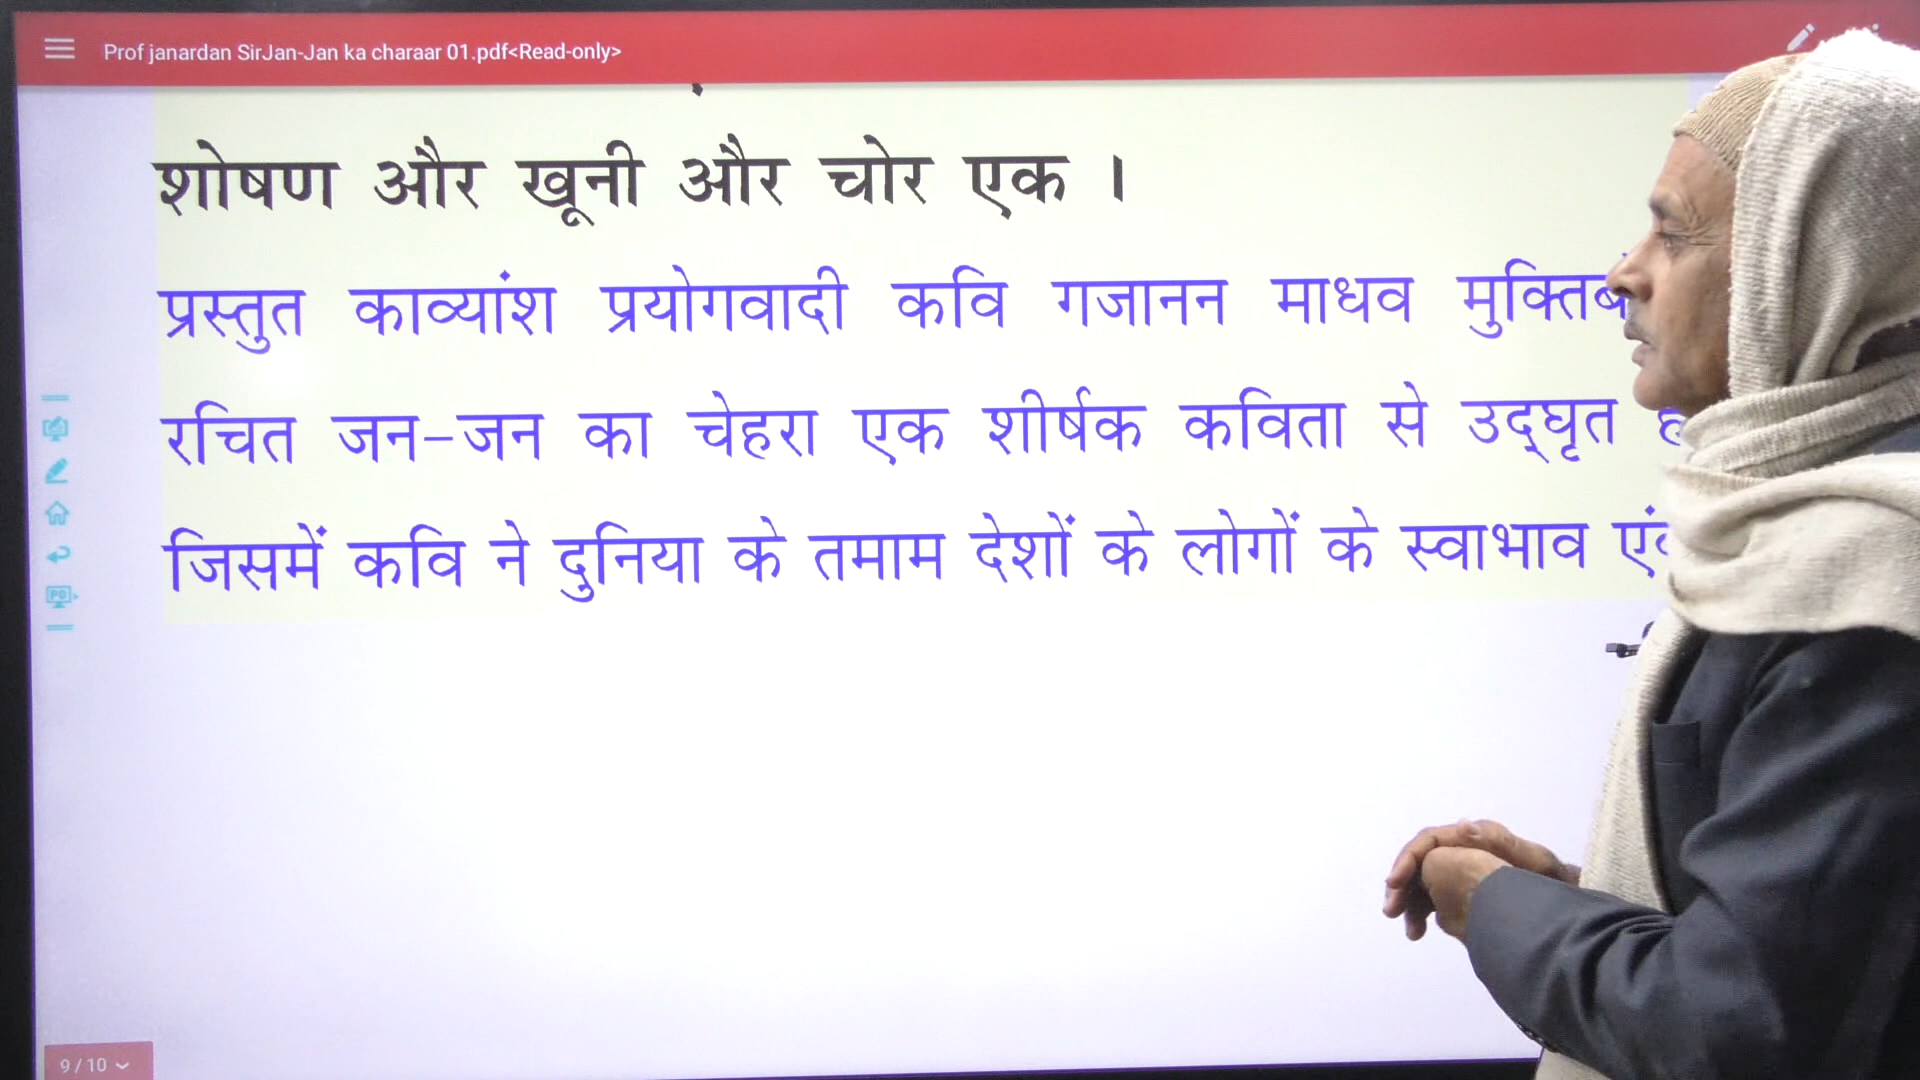 Prof janardan SirJan-Jan ka charaar 01.pdf<Read-only>
शोषण और खूनी और चोर एक ।
प्रस्तुत काव्यांश प्रयोगवादी कवि गजानन माधव
रचित जन-जन का चेहरा एक शीर्षक कविता से उद्घृत
जिसमें कवि ने दुनिया के तमाम देशों के लोगों के स्वाभाव
9 / 10